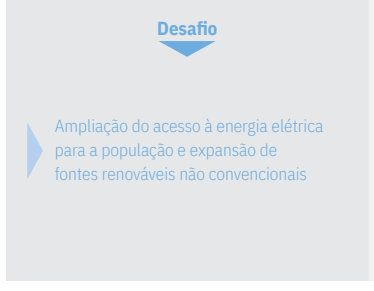 Desafio
Ampliação do acesso à energia elétrica
para a população e expansão de
fontes renováveis não convencionais